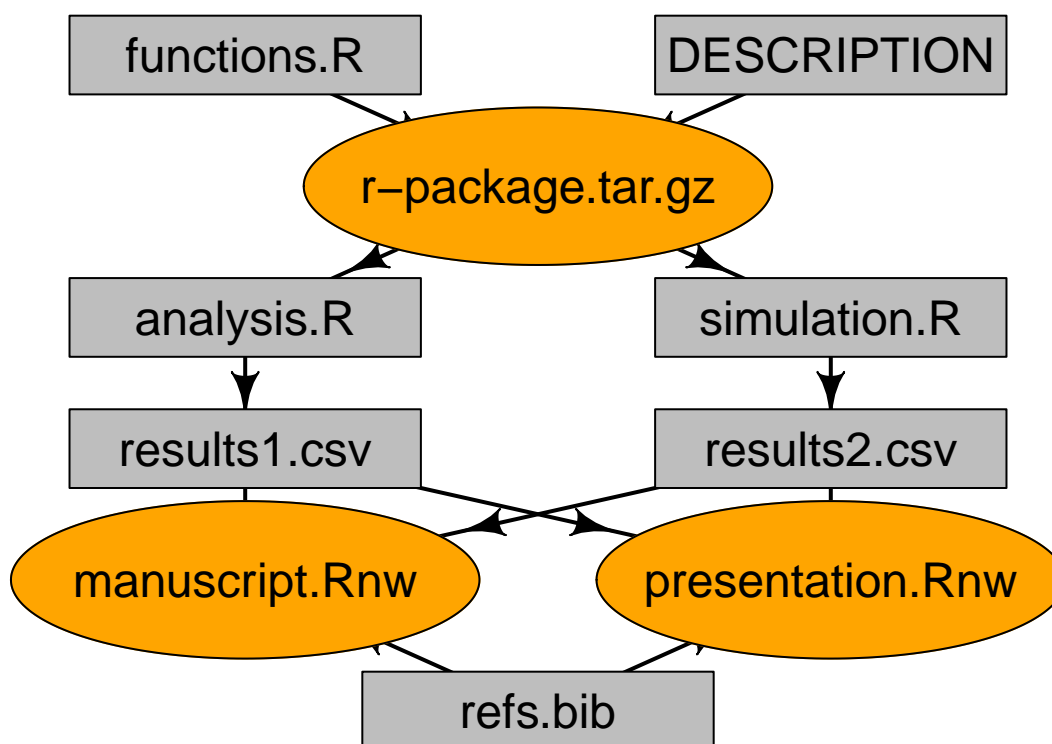 functions.R
DESCRIPTION
r−package.tar.gz
analysis.R
simulation.R
results1.csv
results2.csv
manuscript.Rnw
presentation.Rnw
refs.bib